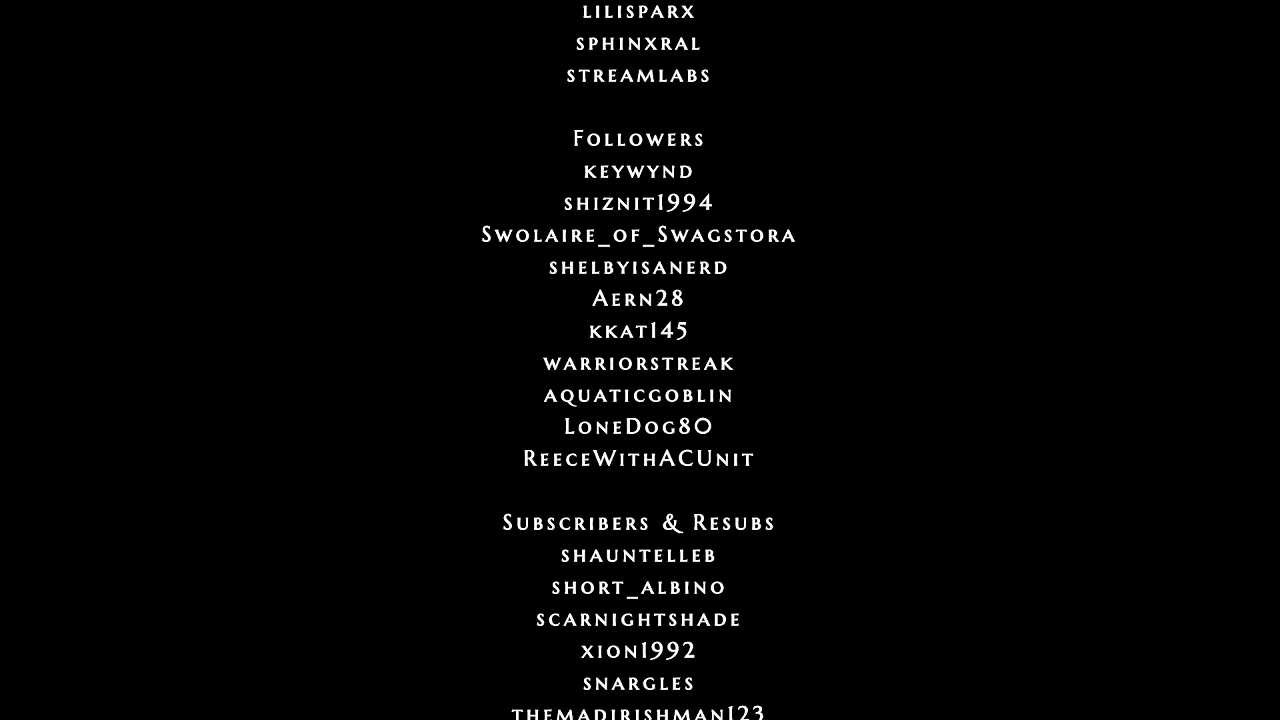 lilisparx
sphinxral
streamlabs
Followers
keywynd
shiznit1994
Swolaire_of_Swagstora
shelbyisanerd
Aern28
kkat145
warriorstreak
aquaticgoblin
LoneDog80
ReeceWithACUnit
Subscribers & Resubs
shauntelleb
short_albino
scarnightshade
xion1992
snargles
themadirishman123